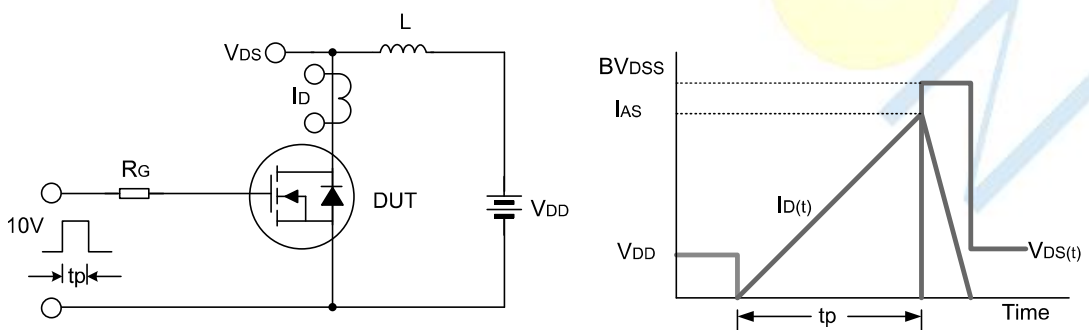 VDS
L
ID
RG
DUT
VDD
10V
tp
BVDSS
IAS
ID(t)
VDD
VDS(t)
tp
Time